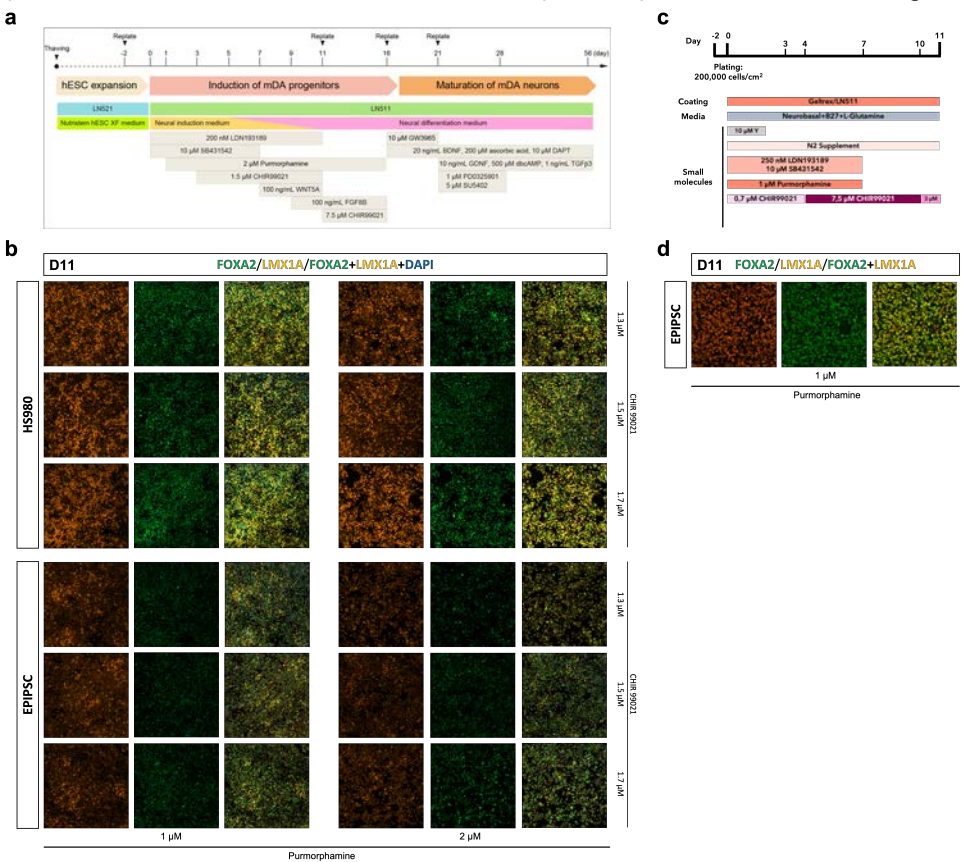 a
Replate
Replate
Replate
Thawing
-2
0
1
3
5
7
9
11
16
21
28
56 (day)
hESC expansion
Induction of mDA progenitors
Maturation of mDA neurons
LN521
LN511
Nutristem hESC XF medium
Neural induction medium
Neural differentiation medium
200 nM LDN193189
10 µM GW3965
10 µM SB431542
20 ng/mL BDNF, 200 µM ascorbic acid, 10 µM DAPT
2 µM Purmorphamine
10 ng/mL GDNF, 500 µM dbcAMP, 1 ng/mL TGFβ3
1.5 µM CHIR99021
1 µM PD0325901
100 ng/mL WNT5A
5 µM SU5402
100 ng/mL FGF8B
7.5 µM CHIR99021
b
D11
FOXA2/LMX1A/FOXA2+LMX1A+DAPI
HS980
1.3 µM
1.5 µM
1.7 µM
CHIR 99021
EPIPSC
1.3 µM
1.5 µM
1.7 µM
CHIR 99021
1 µM
2 µM
Purmorphamine
c
Day
-2
0
3
4
7
10
11
Plating:
200,000 cells/cm²
Coating
Galtrex/LN511
Media
Neurobasal+B27+L-Glutamine
10 µM Y
N2 Supplement
Small
molecules
250 nM LDN193189
10 µM SB431542
1 µM Purmorphamine
0,7 µM CHIR99021
7,5 µM CHIR99021
3 µM
d
D11 FOXA2/LMX1A/FOXA2+LMX1A
EPIPSC
1 µM
Purmorphamine